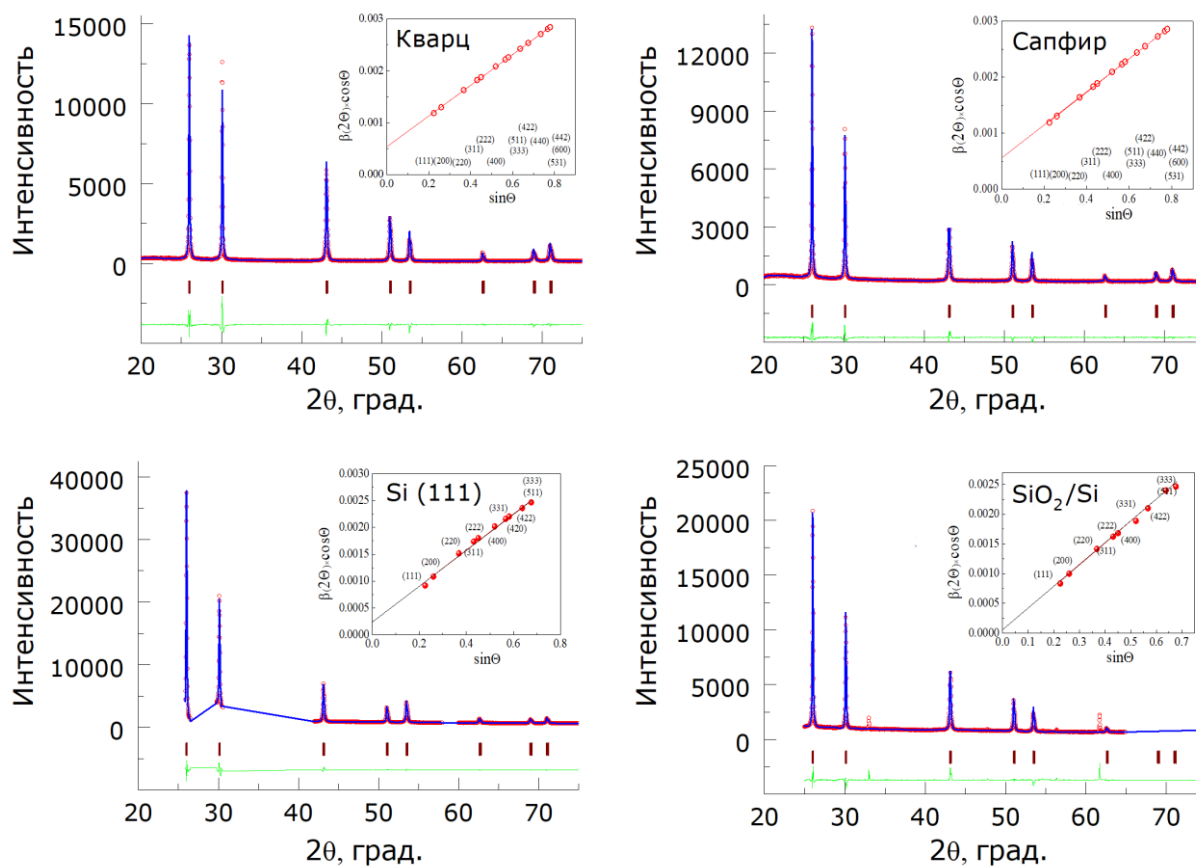 Кварц
Интенсивность
15000
10000
5000
0
20 30 40 50 60 70
2θ, град.
β(2Θ)×cosΘ
0.003
0.002
0.001
0.000
(422)
(222) (511) (440) (442)
(311) (333) (600)
(111)(200) (220) (400) (531)
0.0 0.2 0.4 0.6 0.8
sinΘ
Сапфир
Интенсивность
12000
9000
6000
3000
0
20 30 40 50 60 70
2θ, град.
β(2Θ)×cosΘ
0.003
0.002
0.001
0.000
(422)
(222) (511) (440) (442)
(311) (333) (600)
(111)(200) (220) (400) (531)
0.0 0.2 0.4 0.6 0.8
sinΘ
Si (111)
Интенсивность
40000
30000
20000
10000
0
20 30 40 50 60 70
2θ, град.
β(2Θ)×cosΘ
0.0030
0.0025
0.0020
0.0015
0.0010
0.0005
0.0000
(333)
(511)
(331)
(222) (422)
(220) (420)
(311) (400)
(200)
(111)
0.0 0.2 0.4 0.6 0.8
sinΘ
SiO₂/Si
Интенсивность
25000
20000
15000
10000
5000
0
20 30 40 50 60 70
2θ, град.
β(2Θ)×cosΘ
0.0025
0.0020
0.0015
0.0010
0.0005
0.0000
(333)
(511)
(331)
(222) (422)
(220) (400)
(311)
(200)
(111)
0.0 0.1 0.2 0.3 0.4 0.5 0.6 0.7
sinΘ